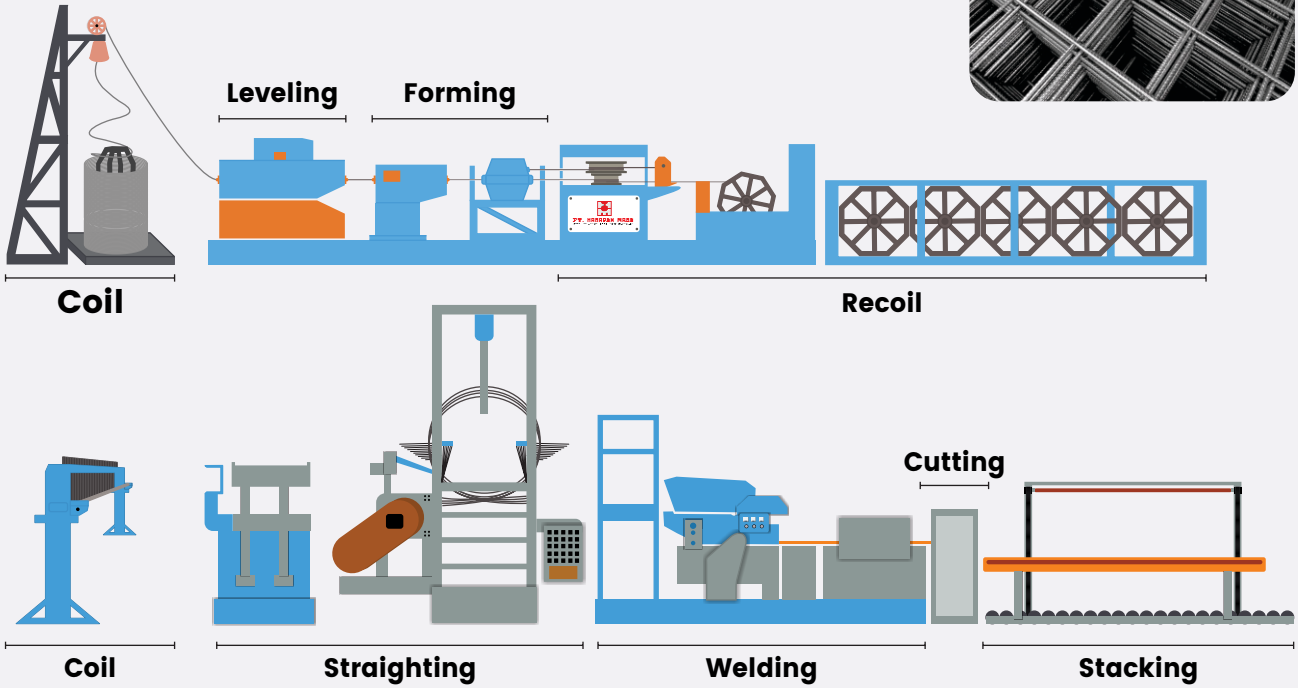 Leveling
Forming
Coil
Recoil
Cutting
Coil
Straighting
Welding
Stacking